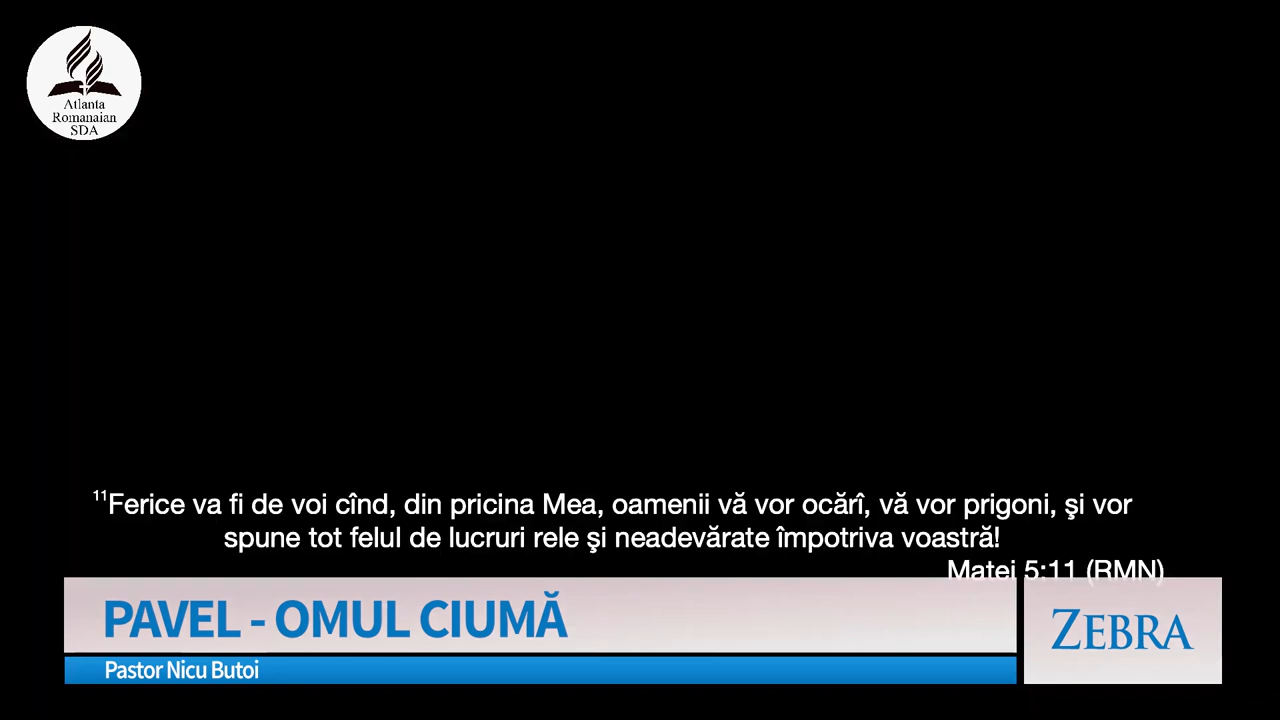 Atlanta
Romanaian
SDA
¹¹Ferice va fi de voi cînd, din pricina Mea, oamenii vă vor ocărî, vă vor prigoni, şi vor
spune tot felul de lucruri rele şi neadevărate împotriva voastră!
Matei 5:11 (RMN)
PAVEL - OMUL CIUMĂ
ZEBRA
Pastor Nicu Butoi